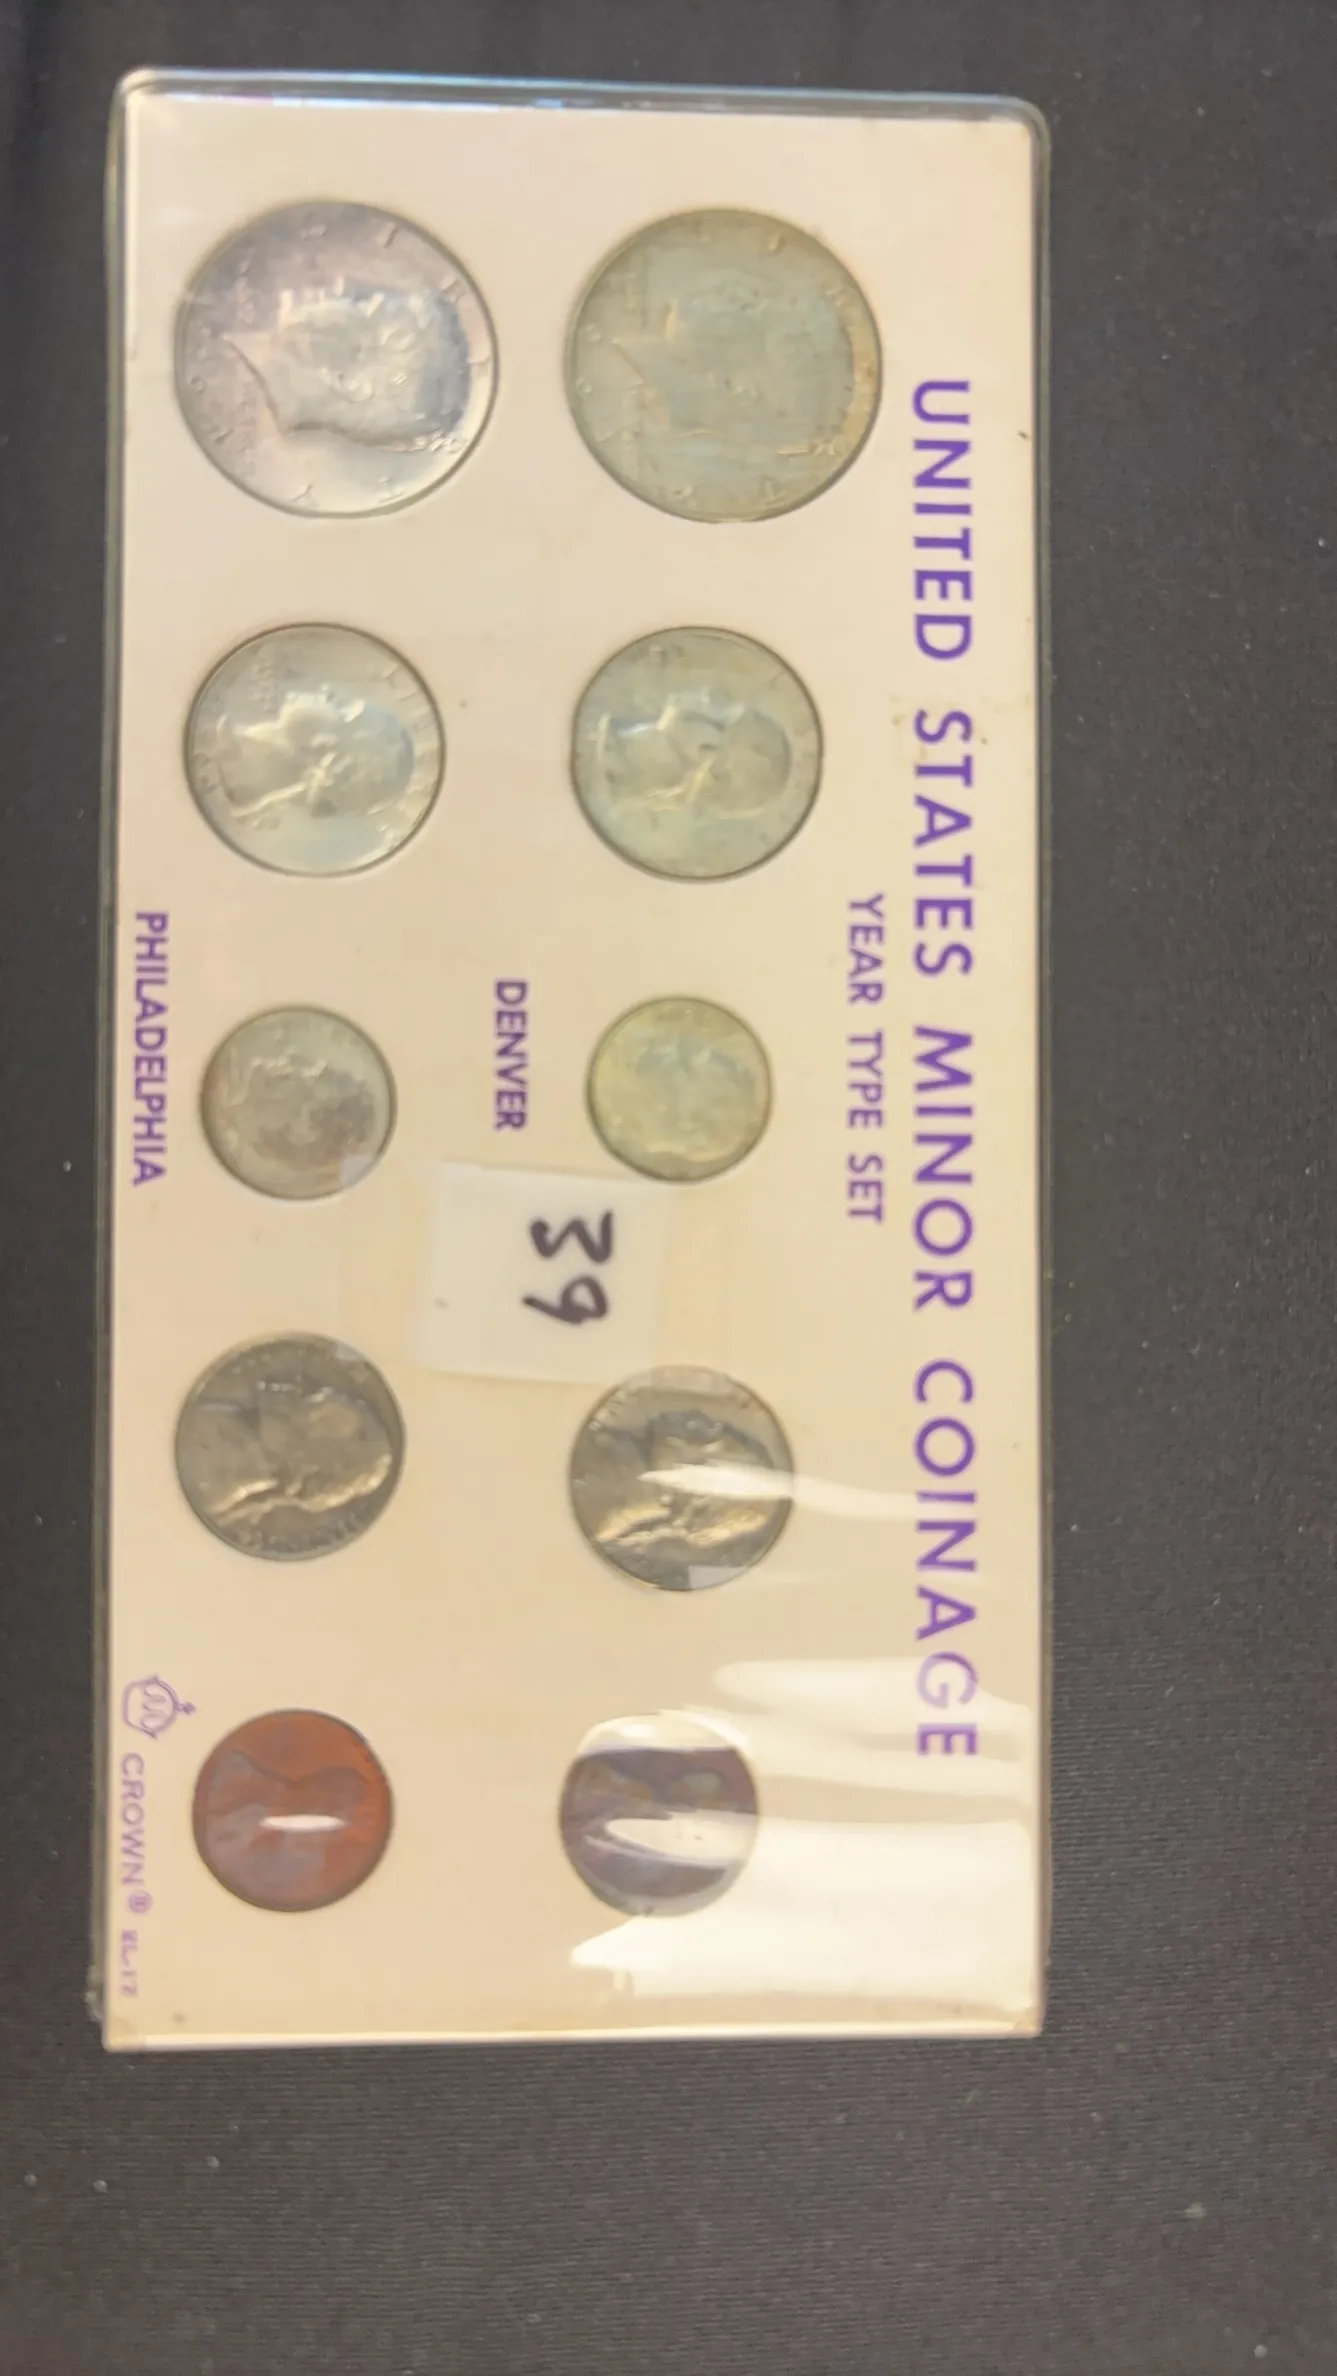 UNITED STATES MINOR COINAGE
YEAR TYPE SET
DENVER
39
PHILADELPHIA
CROWN®